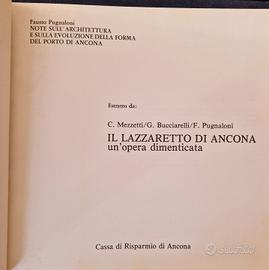 Fausto Pugnaloni
NOTE SULL'ARCHITETTURA
E SULLA EVOLUZIONE DELLA FORMA
DEL PORTO DI ANCONA
Estratto da:
C. Mezzetti/G. Bucciarelli/F. Pugnaloni
IL LAZZARETTO DI ANCONA
un'opera dimenticata
Cassa di Risparmio di Ancona
subito